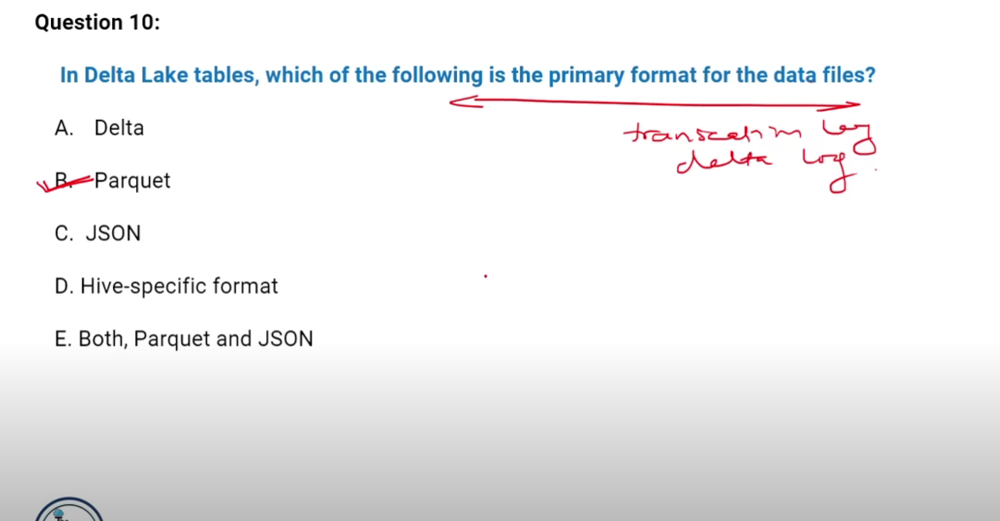 Question 10:
In Delta Lake tables, which of the following is the primary format for the data files?
transcatim log
delta log
A. Delta
B. Parquet
C. JSON
D. Hive-specific format
E. Both, Parquet and JSON